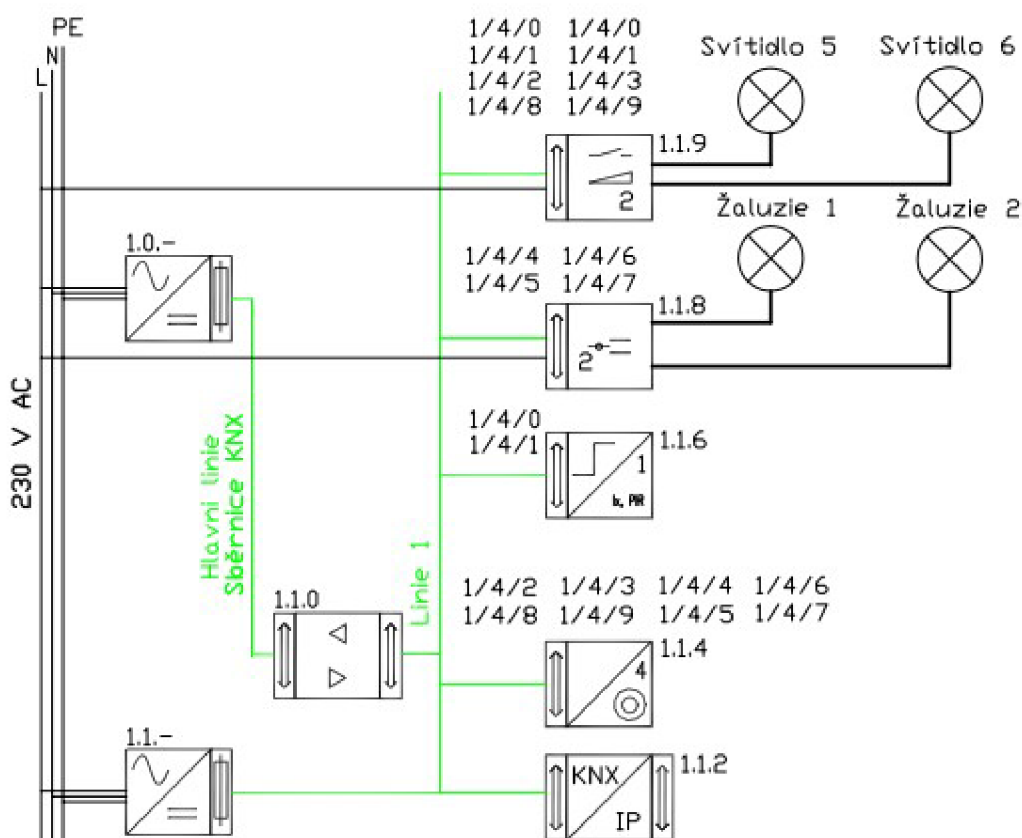 PE
N
L
1/4/0 1/4/0
1/4/1 1/4/1
1/4/2 1/4/3
1/4/8 1/4/9
Svítidlo 5
Svítidlo 6
1.1.9
2
Žaluzie 1
Žaluzie 2
1.0.-
1/4/4 1/4/6
1/4/5 1/4/7
1.1.8
2
230 V AC
Hlavní linie
Sběrnice KNX
1/4/0
1/4/1
1.1.6
1
lx, PIR
Linie 1
1.1.0
1/4/2 1/4/3 1/4/4 1/4/6
1/4/8 1/4/9 1/4/5 1/4/7
1.1.4
4
1.1.-
KNX
IP
1.1.2